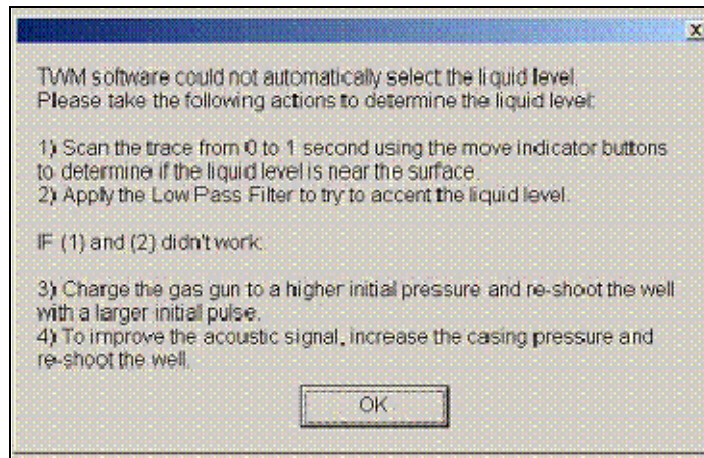 TWM software could not automatically select the liquid level.
Please take the following actions to determine the liquid level:
1) Scan the trace from 0 to 1 second using the move indicator buttons
to determine if the liquid level is near the surface.
2) Apply the Low Pass Filter to try to accent the liquid level.
IF (1) and (2) didn't work:
3) Charge the gas gun to a higher initial pressure and re-shoot the well
with a larger initial pulse.
4) To improve the acoustic signal, increase the casing pressure and
re-shoot the well.
OK